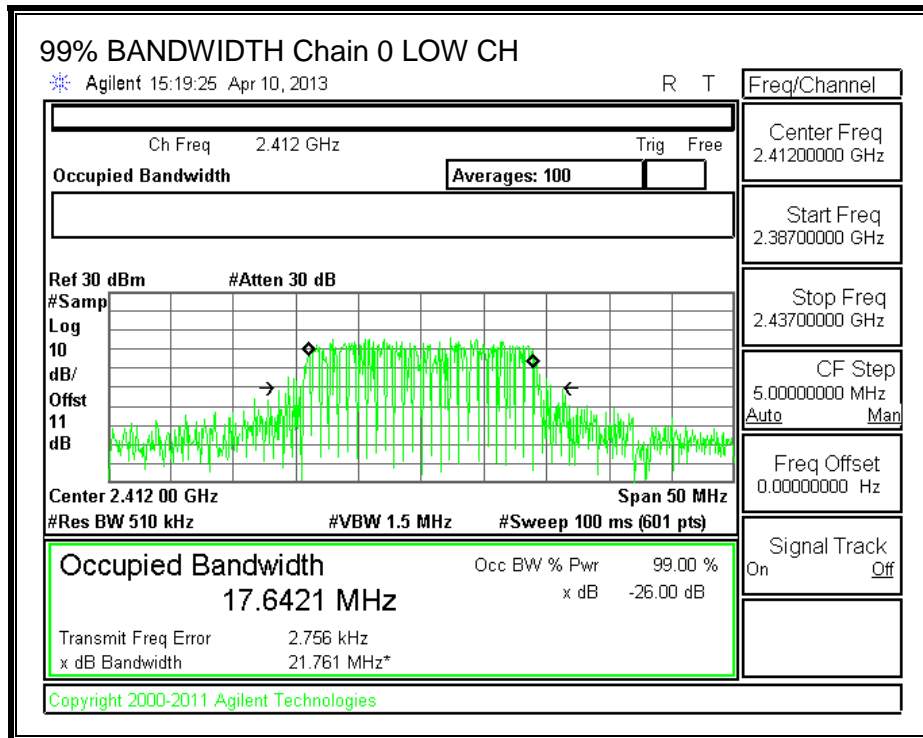 99% BANDWIDTH Chain 0 LOW CH
Agilent 15:19:25 Apr 10, 2013 R T
Freq/Channel
Ch Freq 2.412 GHz Trig Free
Occupied Bandwidth Averages: 100
Center Freq
2.41200000 GHz
Start Freq
2.38700000 GHz
Ref 30 dBm #Atten 30 dB
#Samp
Log
10
dB/
Offst
11
dB
Stop Freq
2.43700000 GHz
CF Step
5.00000000 MHz
Auto Man
Center 2.412 00 GHz Span 50 MHz
#Res BW 510 kHz #VBW 1.5 MHz #Sweep 100 ms (601 pts)
Freq Offset
0.00000000 Hz
Occupied Bandwidth
17.6421 MHz
Occ BW % Pwr 99.00 %
x dB -26.00 dB
Transmit Freq Error 2.756 kHz
x dB Bandwidth 21.761 MHz*
Signal Track
On Off
Copyright 2000-2011 Agilent Technologies